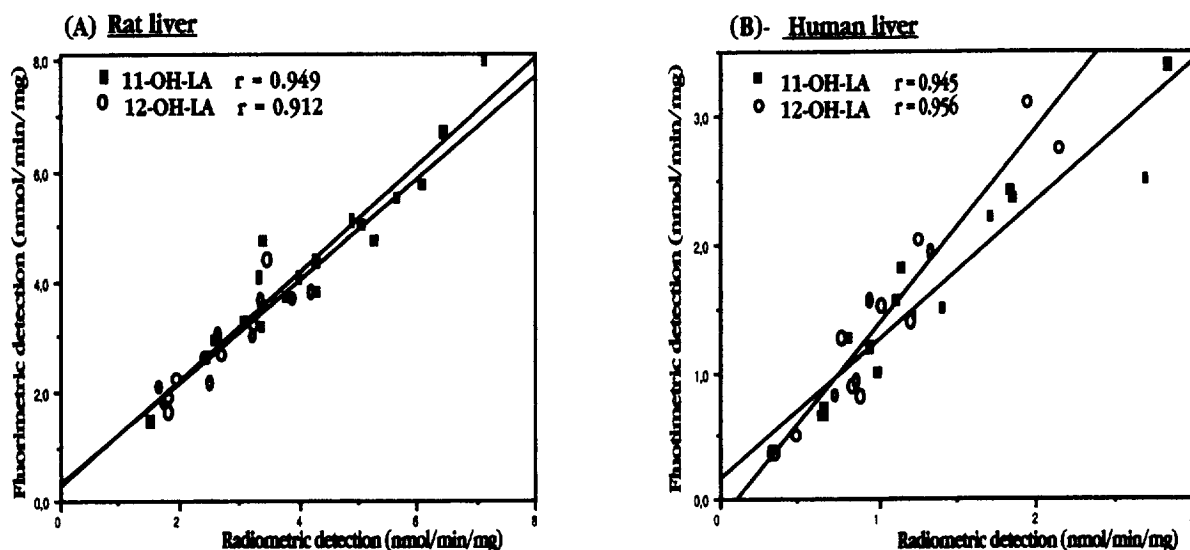 (A) Rat liver
11-OH-LA r = 0.949
12-OH-LA r = 0.912
Fluorimetric detection (nmol/min/mg)
8,0
6,0
4,0
2,0
0,0
0 2 4 6 8
Radiometric detection (nmol/min/mg)
(B)- Human liver
11-OH-LA r = 0.945
12-OH-LA r = 0.956
Fluotimetric detection (nmol/min/mg)
3,0
2,0
1,0
0,0
0 1 2
Radiometric detection (nmol/min/mg)